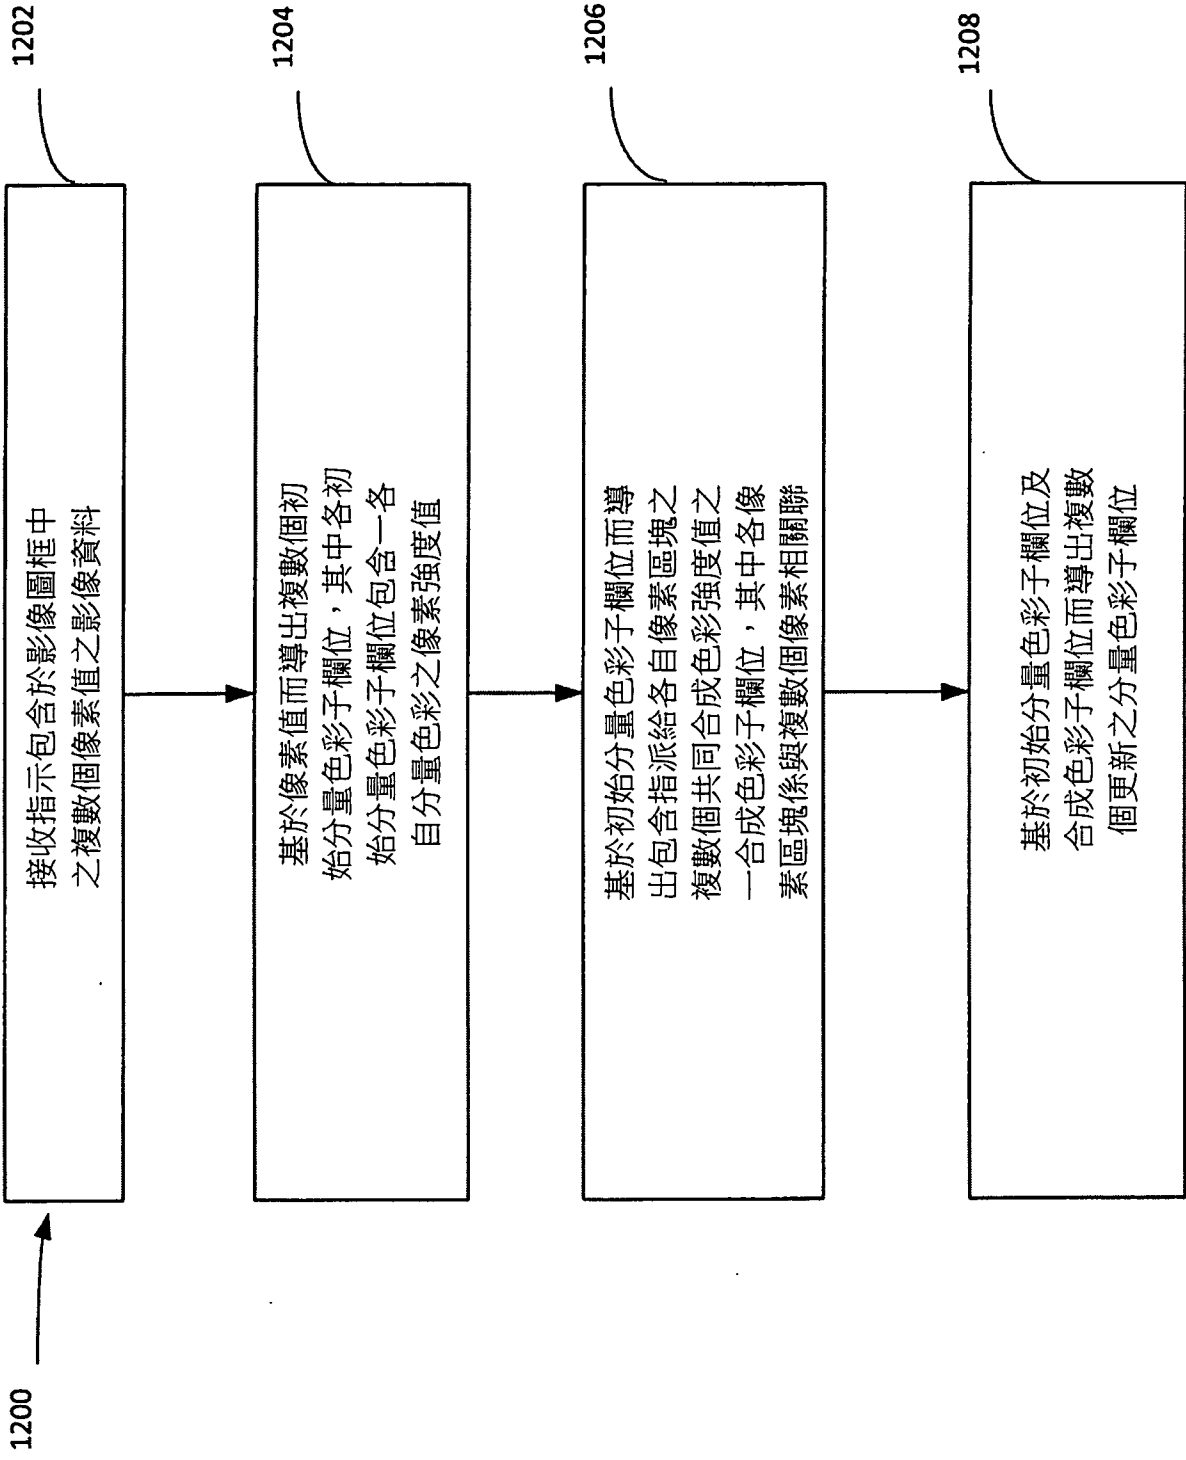 1200
1202
接收指示包含於影像圖框中
之複數個像素值之影像資料
1204
基於像素值而導出複數個初
始分量色彩子欄位，其中各初
始分量色彩子欄位包含一各
自分量色彩之像素強度值
1206
基於初始分量色彩子欄位而導
出包含指派給各自像素區塊之
複數個共同合成色彩強度值之
一合成色彩子欄位，其中各像
素區塊係與複數個像素相關聯
1208
基於初始分量色彩子欄位及
合成色彩子欄位而導出複數
個更新之分量色彩子欄位